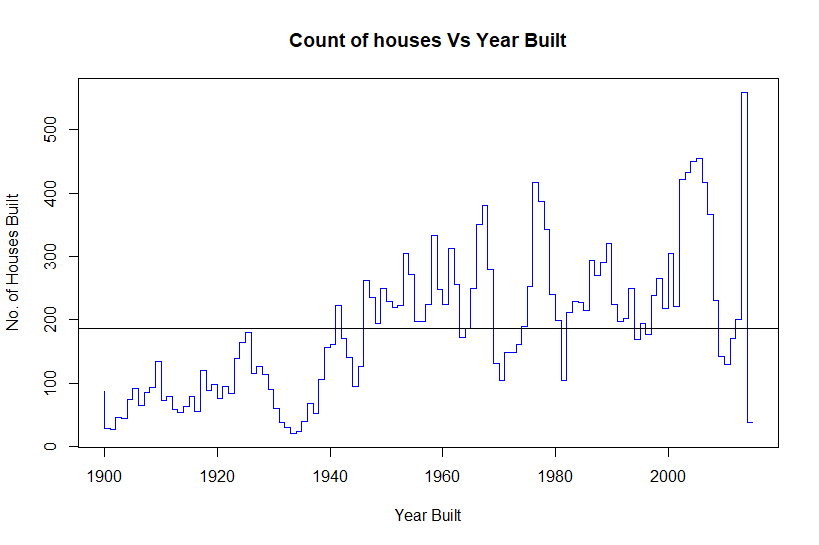 Count of houses Vs Year Built
No. of Houses Built
500
400
300
200
100
0
1900 1920 1940 1960 1980 2000
Year Built